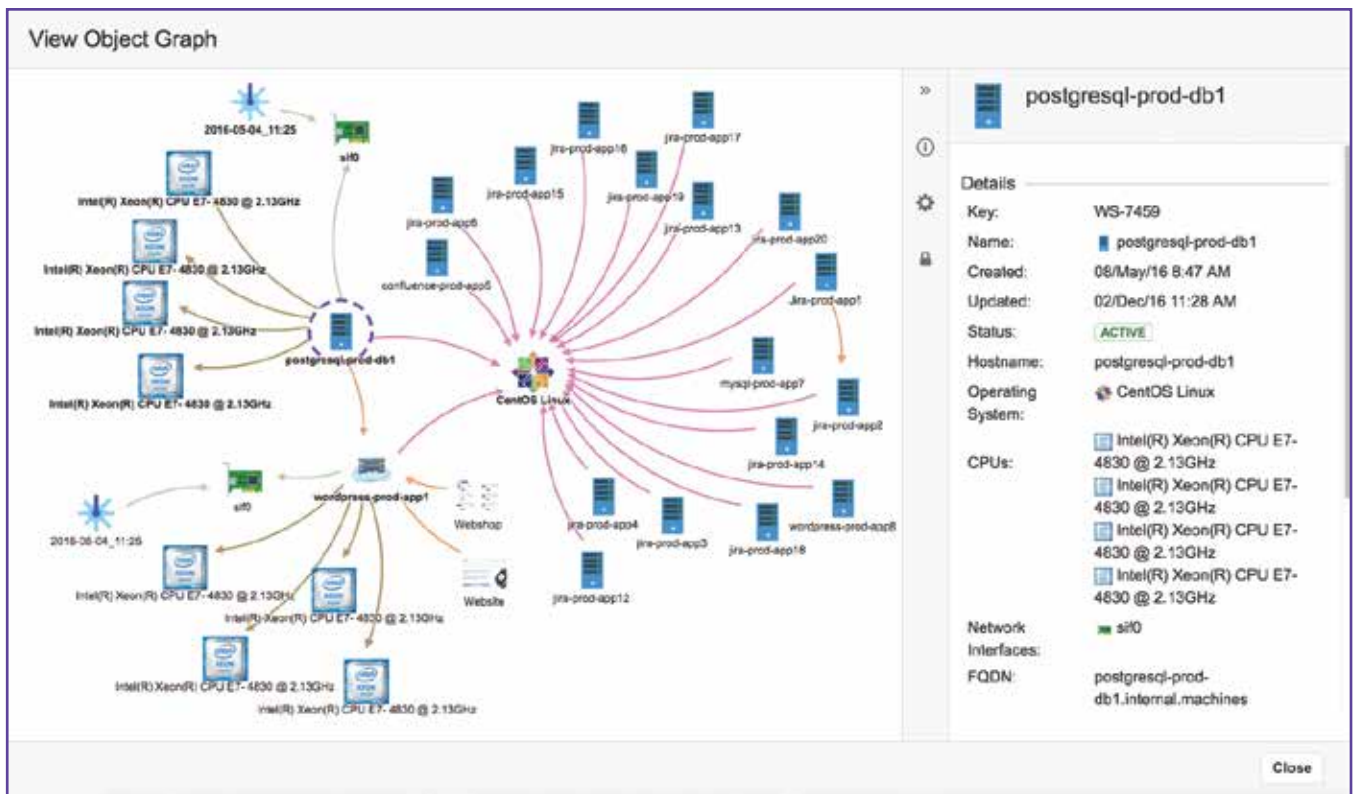 View Object Graph
2016-05-04_11:25
sif0
Intel(R) Xeon(R) CPU E7- 4830 @ 2.13GHz
Intel(R) Xeon(R) CPU E7- 4830 @ 2.13GHz
Intel(R) Xeon(R) CPU E7- 4830 @ 2.13GHz
Intel(R) Xeon(R) CPU E7- 4830 @ 2.13GHz
postgresql-prod-db1
jira-prod-app6
confluence-prod-app5
jira-prod-app15
jira-prod-app16
jira-prod-app17
jira-prod-app19
jira-prod-app13
jira-prod-app20
Jira-prod-app1
CentOS Linux
mysql-prod-app7
jira-prod-app2
jira-prod-app14
wordpress-prod-app8
jira-prod-app18
jira-prod-app3
jira-prod-app4
jira-prod-app12
wordpress-prod-app1
sif0
2016-06-04_11:25
Webshop
Website
Intel(R) Xeon(R) CPU E7- 4830 @ 2.13GHz
Intel(R) Xeon(R) CPU E7- 4830 @ 2.13GHz
Intel(R) Xeon(R) CPU E7- 4830 @ 2.13GHz
Intel(R) Xeon(R) CPU E7- 4830 @ 2.13GHz
»
postgresql-prod-db1
Details
Key: WS-7459
Name: postgresql-prod-db1
Created: 08/May/16 8:47 AM
Updated: 02/Dec/16 11:28 AM
Status: ACTIVE
Hostname: postgresql-prod-db1
Operating System: CentOS Linux
CPUs: Intel(R) Xeon(R) CPU E7-
4830 @ 2.13GHz
Intel(R) Xeon(R) CPU E7-
4830 @ 2.13GHz
Intel(R) Xeon(R) CPU E7-
4830 @ 2.13GHz
Intel(R) Xeon(R) CPU E7-
4830 @ 2.13GHz
Network Interfaces: sif0
FQDN: postgresql-prod-
db1.internal.machines
Close